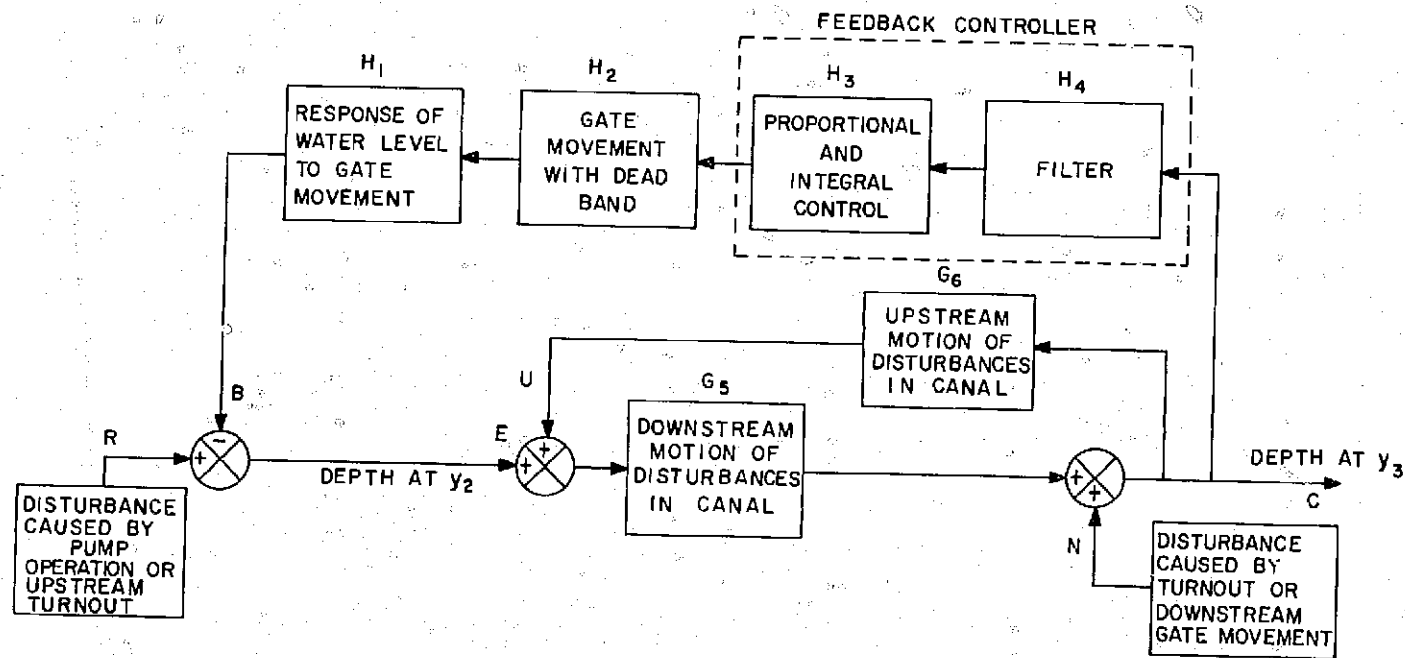 FEEDBACK CONTROLLER
H1
RESPONSE OF
WATER LEVEL
TO GATE
MOVEMENT
H2
GATE
MOVEMENT
WITH DEAD
BAND
H3
PROPORTIONAL
AND
INTEGRAL
CONTROL
H4
FILTER
G6
UPSTREAM
MOTION OF
DISTURBANCES
IN CANAL
B
U
R
-
+
DEPTH AT y2
E
+
+
G5
DOWNSTREAM
MOTION OF
DISTURBANCES
IN CANAL
+
+
DEPTH AT y3
C
N
DISTURBANCE
CAUSED BY
PUMP
OPERATION OR
UPSTREAM
TURNOUT
DISTURBANCE
CAUSED BY
TURNOUT OR
DOWNSTREAM
GATE MOVEMENT